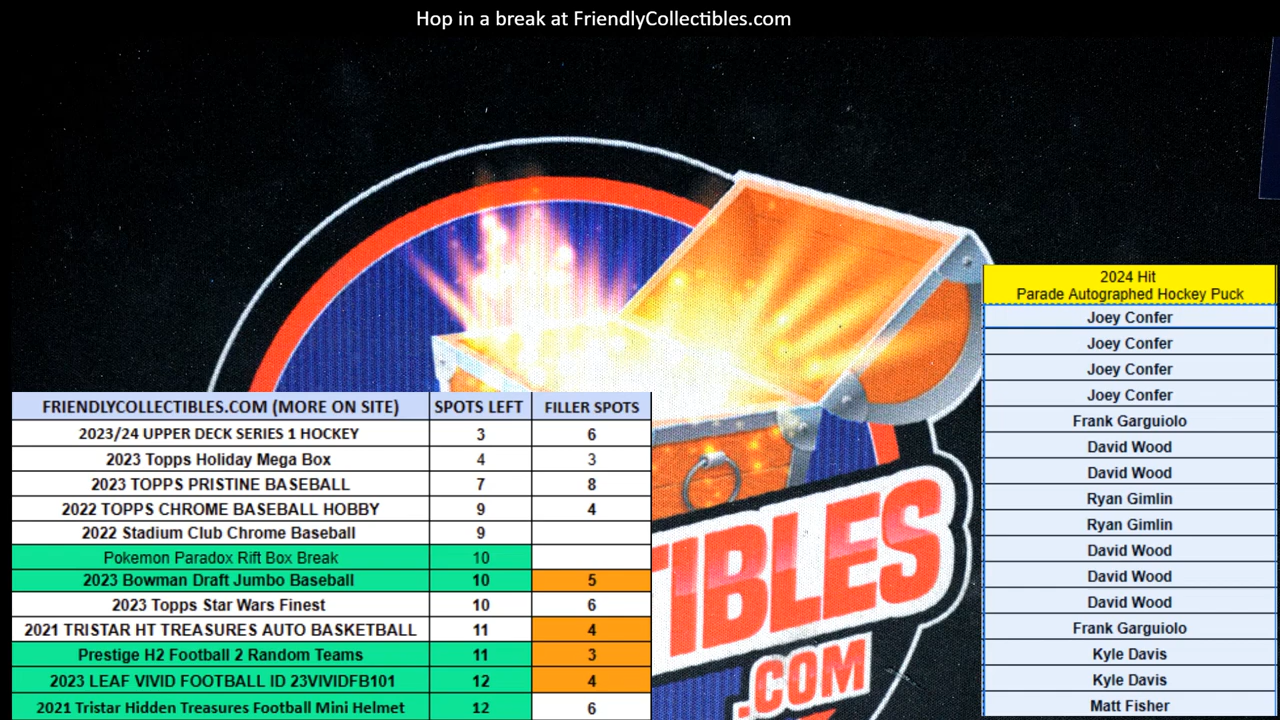 Hop in a break at FriendlyCollectibles.com
2024 Hit
Parade Autographed Hockey Puck
Joey Confer
Joey Confer
Joey Confer
Joey Confer
Frank Garguiolo
David Wood
David Wood
Ryan Gimlin
Ryan Gimlin
David Wood
David Wood
David Wood
Frank Garguiolo
Kyle Davis
Kyle Davis
Matt Fisher
FRIENDLYCOLLECTIBLES.COM (MORE ON SITE) SPOTS LEFT FILLER SPOTS
2023/24 UPPER DECK SERIES 1 HOCKEY 3 6
2023 Topps Holiday Mega Box 4 3
2023 TOPPS PRISTINE BASEBALL 7 8
2022 TOPPS CHROME BASEBALL HOBBY 9 4
2022 Stadium Club Chrome Baseball 9
Pokemon Paradox Rift Box Break 10
2023 Bowman Draft Jumbo Baseball 10 5
2023 Topps Star Wars Finest 10 6
2021 TRISTAR HT TREASURES AUTO BASKETBALL 11 4
Prestige H2 Football 2 Random Teams 11 3
2023 LEAF VIVID FOOTBALL ID 23VIVIDFB101 12 4
2021 Tristar Hidden Treasures Football Mini Helmet 12 6
TIBLES
.COM